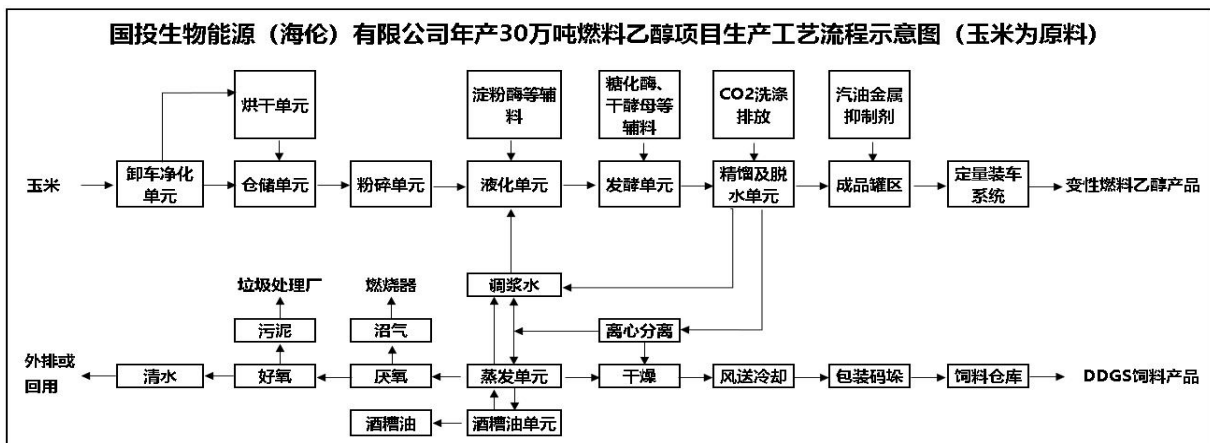 国投生物能源（海伦）有限公司年产30万吨燃料乙醇项目生产工艺流程示意图（玉米为原料）
烘干单元
淀粉酶等辅
料
糖化酶、
干酵母等
辅料
CO2洗涤
排放
汽油金属
抑制剂
玉米
卸车净化
单元
仓储单元
粉碎单元
液化单元
发酵单元
精馏及脱
水单元
成品罐区
定量装车
系统
变性燃料乙醇产品
垃圾处理厂
燃烧器
调浆水
污泥
沼气
离心分离
外排或
回用
清水
好氧
厌氧
蒸发单元
干燥
风送冷却
包装码垛
饲料仓库
DDGS饲料产品
酒糟油
酒糟油单元